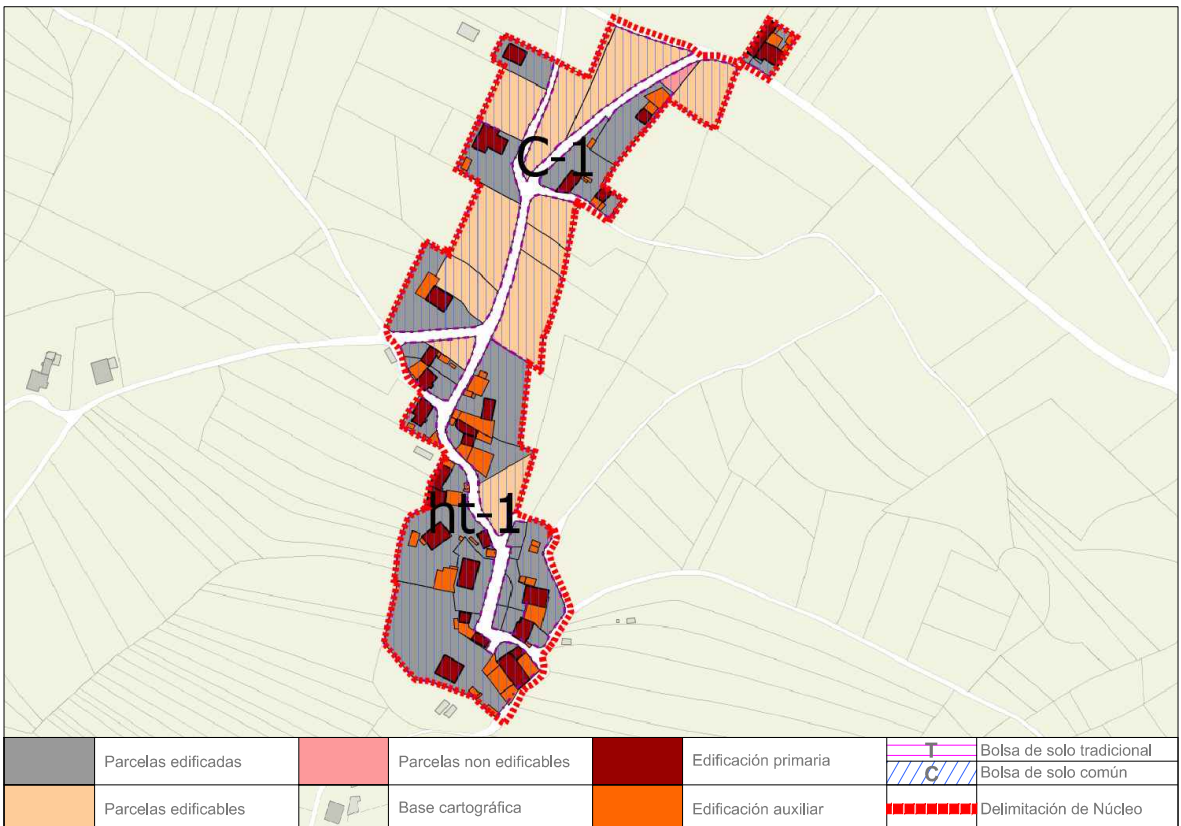 C-1
ht-1
Parcelas edificadas
Parcelas non edificables
Edificación primaria
T
Bolsa de solo tradicional
C
Bolsa de solo común
Parcelas edificables
Base cartográfica
Edificación auxiliar
Delimitación de Núcleo